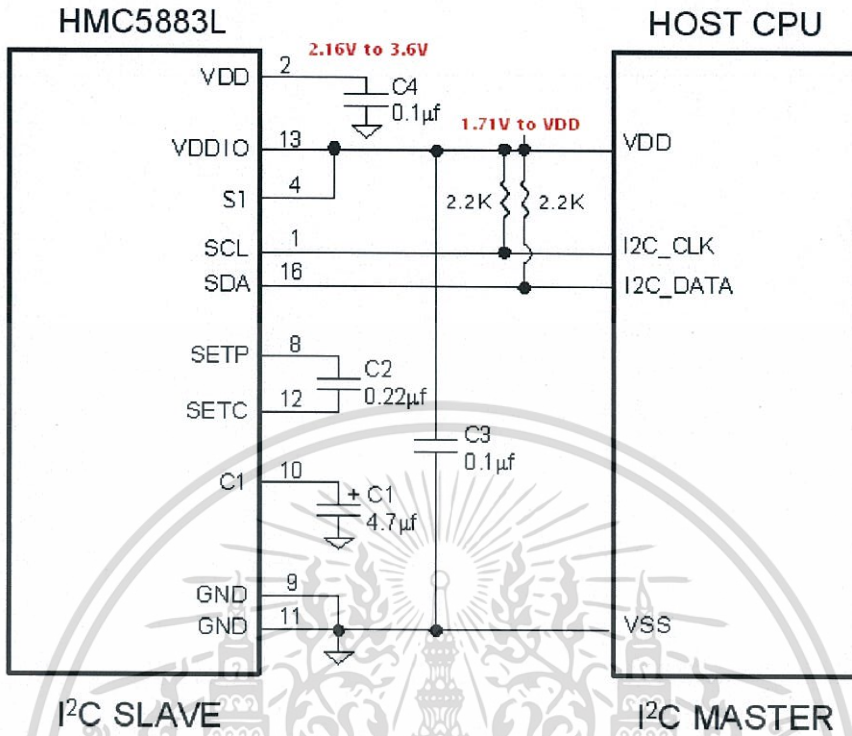 HMC5883L
HOST CPU
2.16V to 3.6V
VDD 2
C4
0.1µf
1.71V to VDD
VDDIO 13
VDD
S1 4
2.2K 2.2K
SCL 1
I2C_CLK
SDA 16
I2C_DATA
SETP 8
C2
0.22µf
SETC 12
C3
0.1µf
C1 10
+ C1
4.7µf
GND 9
GND 11
VSS
I²C SLAVE
I²C MASTER